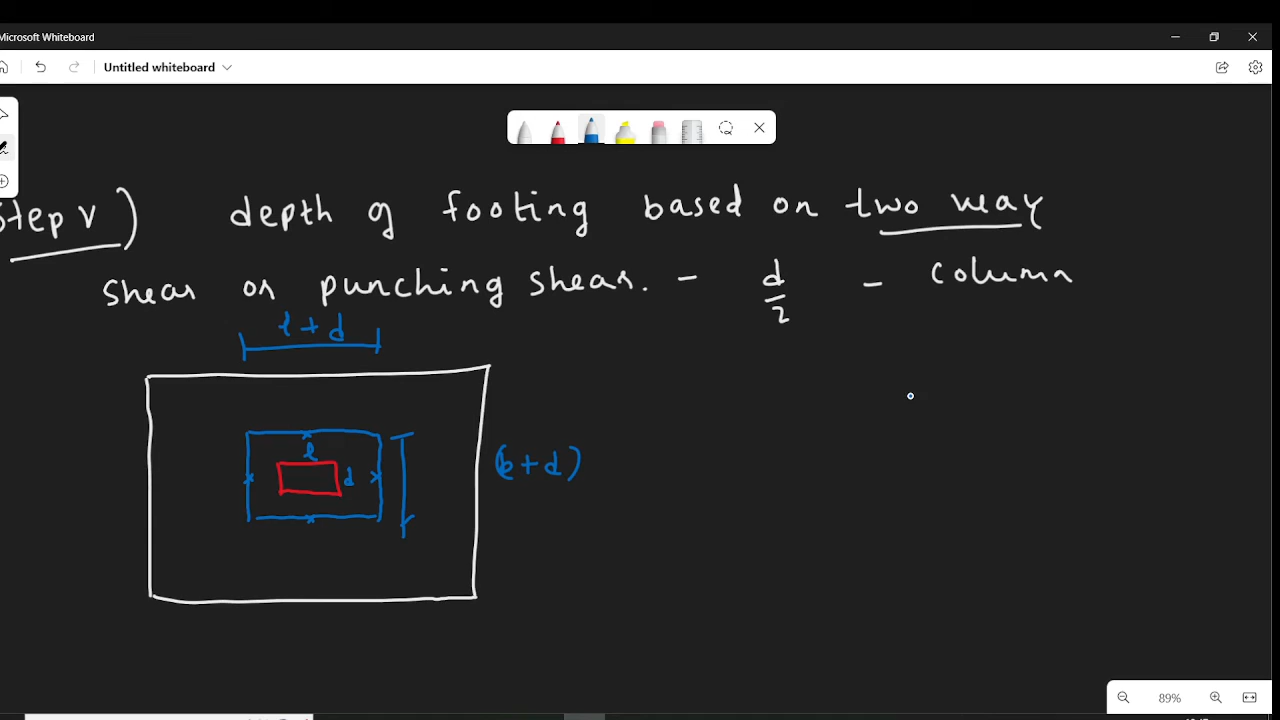 Microsoft Whiteboard
Untitled whiteboard
Step V) depth of footing based on two way
shear or punching shear. - d/2 - column
l + d
l
d
(b + d)
89%